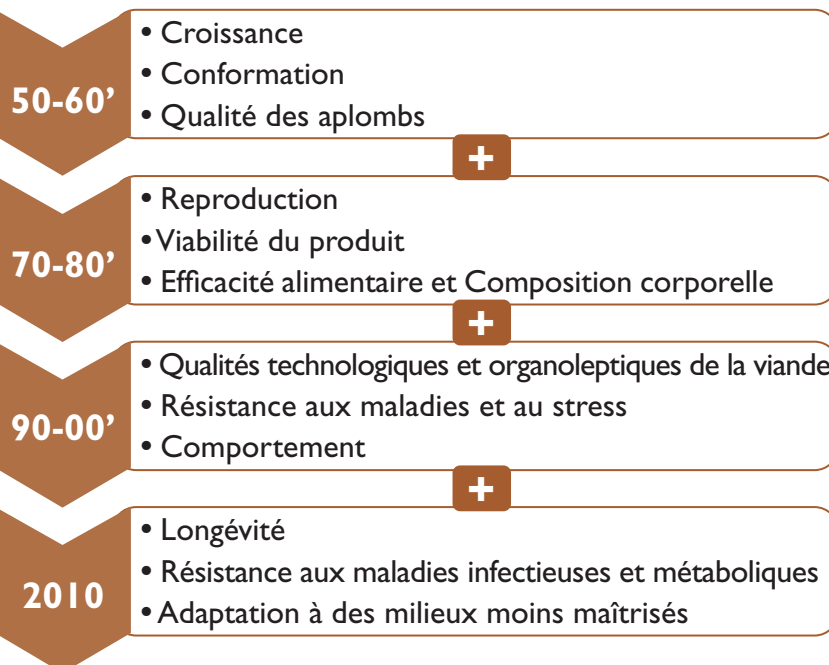 50-60’
• Croissance
• Conformation
• Qualité des aplombs
+
70-80’
• Reproduction
• Viabilité du produit
• Efficacité alimentaire et Composition corporelle
+
90-00’
• Qualités technologiques et organoleptiques de la viande
• Résistance aux maladies et au stress
• Comportement
+
2010
• Longévité
• Résistance aux maladies infectieuses et métaboliques
• Adaptation à des milieux moins maîtrisés